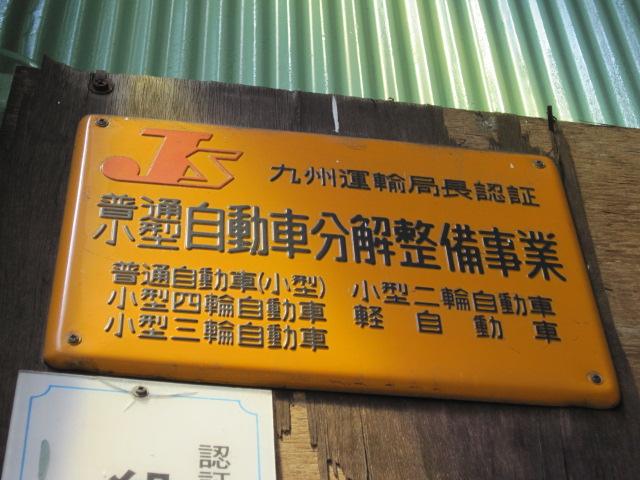 JS
九州運輸局長認証
普通
小型
自動車分解整備事業
普通自動車(小型)
小型四輪自動車
小型三輪自動車
小型二輪自動車
軽自動車
認